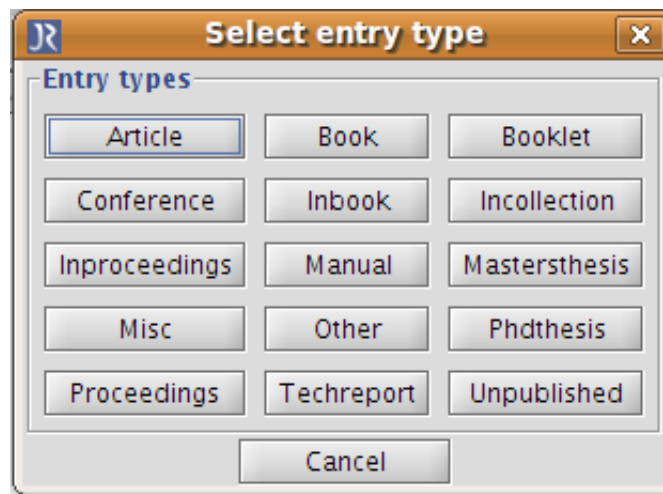 JR Select entry type
Entry types
Article Book Booklet
Conference Inbook Incollection
Inproceedings Manual Mastersthesis
Misc Other Phdthesis
Proceedings Techreport Unpublished
Cancel